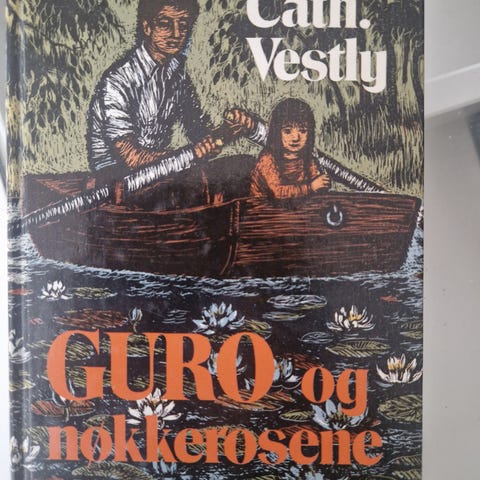 Cath.
Vestly
GURO og
nøkkerosene